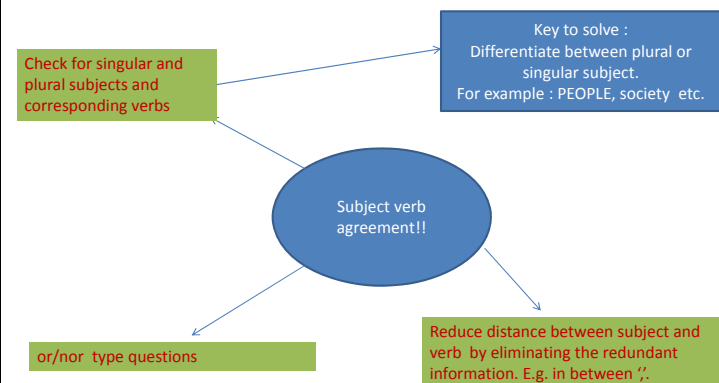 Key to solve :
Differentiate between plural or
singular subject.
For example : PEOPLE, society etc.
Check for singular and
plural subjects and
corresponding verbs
Subject verb
agreement!!
or/nor type questions
Reduce distance between subject and
verb by eliminating the redundant
information. E.g. in between ‘,’.